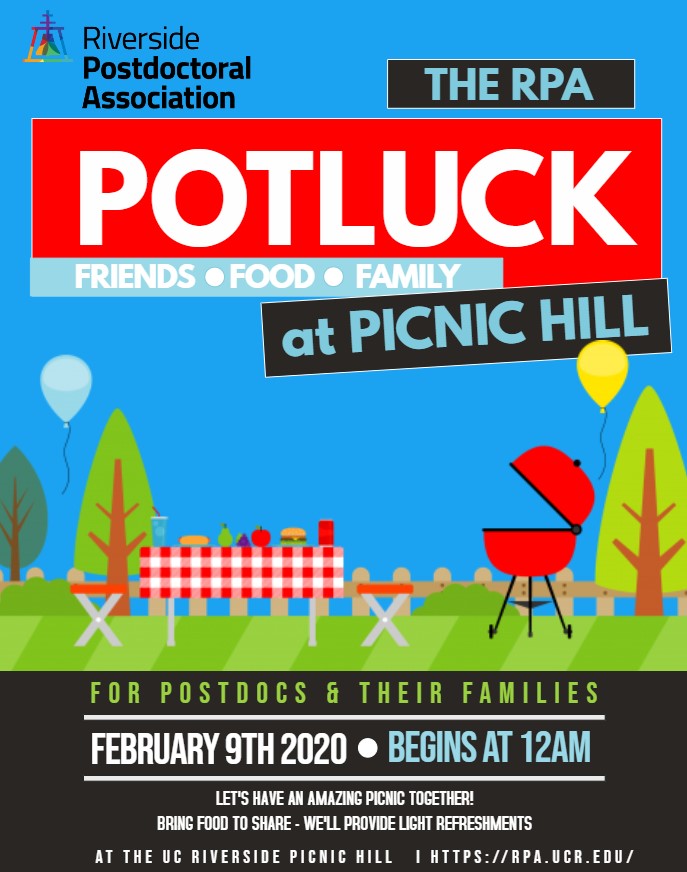 Riverside
Postdoctoral
Association
THE RPA
POTLUCK
FRIENDS ● FOOD ● FAMILY
at PICNIC HILL
FOR POSTDOCS & THEIR FAMILIES
FEBRUARY 9TH 2020 ● BEGINS AT 12AM
LET'S HAVE AN AMAZING PICNIC TOGETHER!
BRING FOOD TO SHARE - WE'LL PROVIDE LIGHT REFRESHMENTS
AT THE UC RIVERSIDE PICNIC HILL | HTTPS://RPA.UCR.EDU/